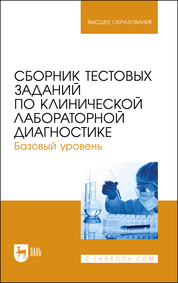 ВЫСШЕЕ ОБРАЗОВАНИЕ
СБОРНИК ТЕСТОВЫХ
ЗАДАНИЙ
ПО КЛИНИЧЕСКОЙ
ЛАБОРАТОРНОЙ
ДИАГНОСТИКЕ
Базовый уровень
ЛАНЬ
E.LANBOOK.COM